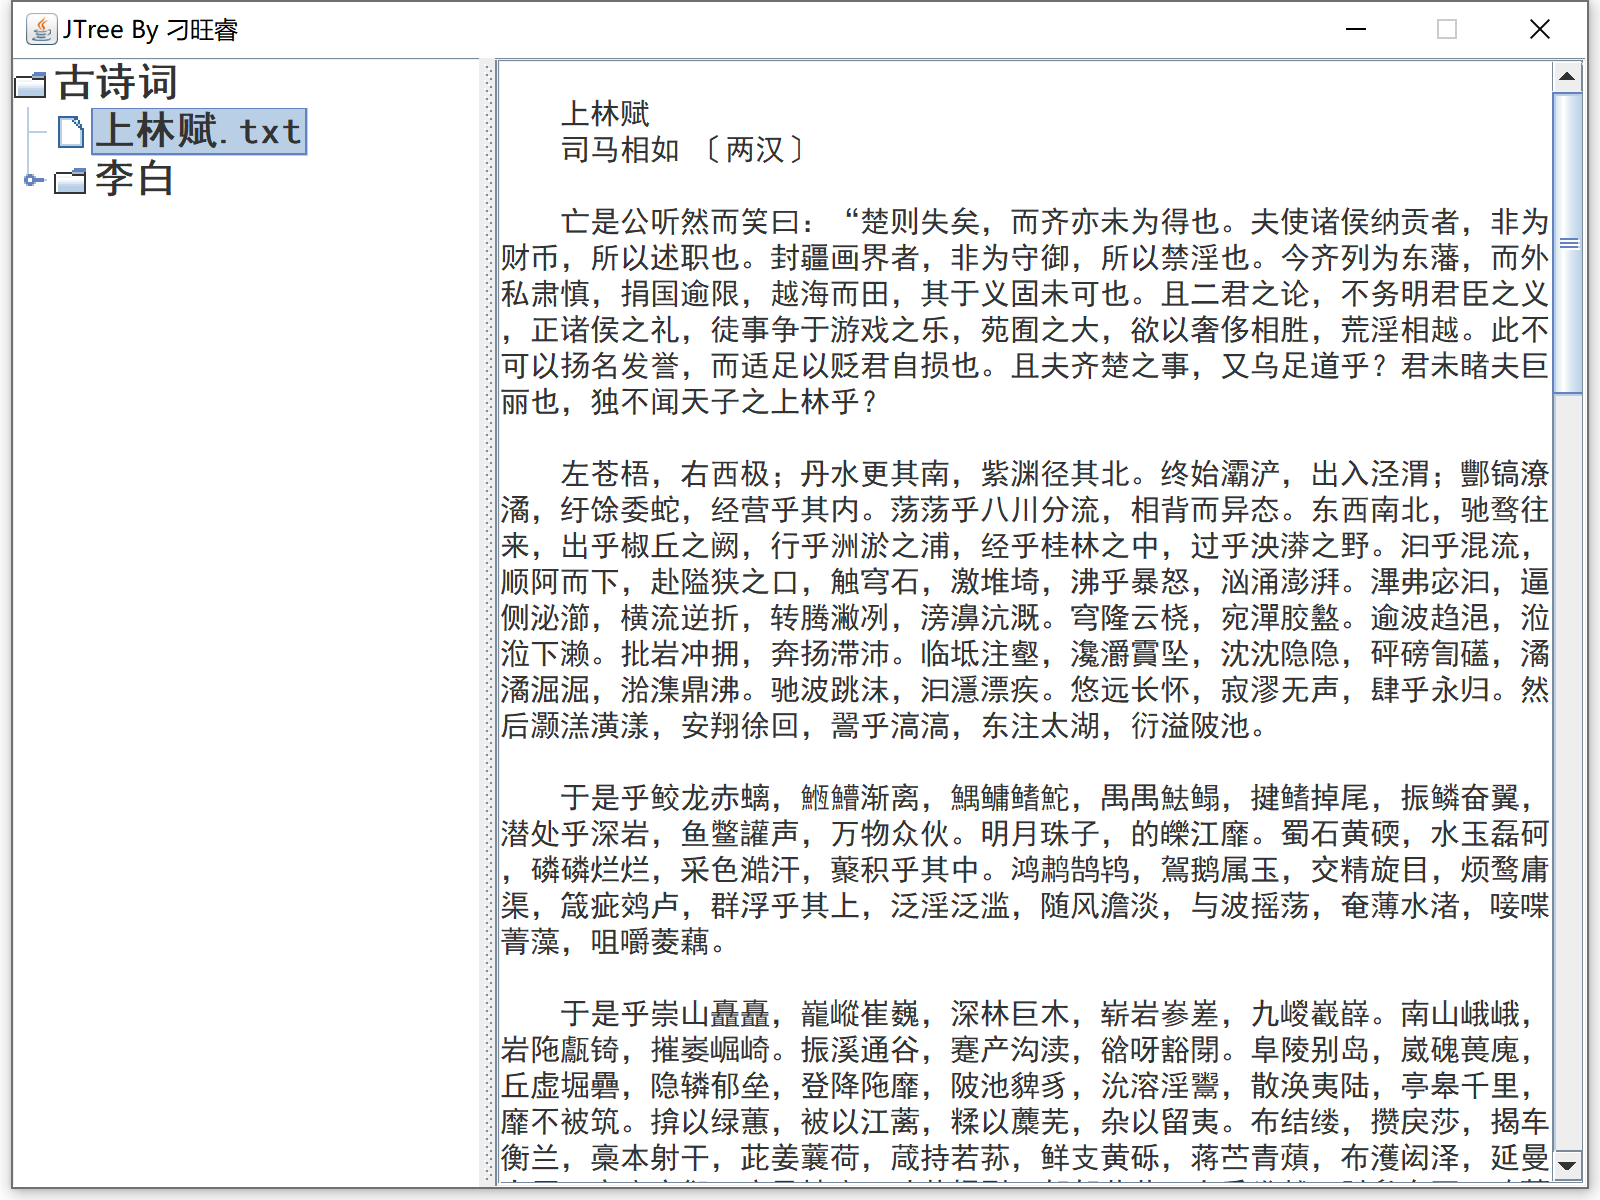 JTree By 刁旺睿
古诗词
上林赋.txt
李白
上林赋
司马相如 〔两汉〕
亡是公听然而笑曰：“楚则失矣，而齐亦未为得也。夫使诸侯纳贡者，非为
财币，所以述职也。封疆画界者，非为守御，所以禁淫也。今齐列为东藩，而外
私肃慎，捐国逾限，越海而田，其于义固未可也。且二君之论，不务明君臣之义
，正诸侯之礼，徒事争于游戏之乐，苑囿之大，欲以奢侈相胜，荒淫相越。此不
可以扬名发誉，而适足以贬君自损也。且夫齐楚之事，又乌足道乎？君未睹夫巨
丽也，独不闻天子之上林乎？
左苍梧，右西极；丹水更其南，紫渊径其北。终始灞浐，出入泾渭；酆镐潦
潏，纡馀委蛇，经营乎其内。荡荡乎八川分流，相背而异态。东西南北，驰骛往
来，出乎椒丘之阙，行乎洲淤之浦，经乎桂林之中，过乎泱漭之野。汩乎混流，
顺阿而下，赴隘狭之口，触穹石，激堆埼，沸乎暴怒，汹涌澎湃。滭弗宓汩，逼
侧泌瀄，横流逆折，转腾潎冽，滂濞沆溉。穹隆云桡，宛潬胶盭。逾波趋浥，涖
涖下濑。批岩冲拥，奔扬滞沛。临坻注壑，瀺灂霣坠，沈沈隐隐，砰磅訇礚，潏
潏淈淈，湁潗鼎沸。驰波跳沫，汩濦漂疾。悠远长怀，寂漻无声，肆乎永归。然
后灏溔潢漾，安翔徐回，翯乎滈滈，东注太湖，衍溢陂池。
于是乎鲛龙赤螭，䱎䲛渐离，鰅鳙鳍鮀，禺禺魼鳎，揵鳍掉尾，振鳞奋翼，
潜处乎深岩，鱼鳖讙声，万物众伙。明月珠子，的皪江靡。蜀石黄碝，水玉磊砢
，磷磷烂烂，采色澔汗，藂积乎其中。鸿鹔鹄鸨，鴐鹅属玉，交精旋目，烦鹜庸
渠，箴疵鵁卢，群浮乎其上，泛淫泛滥，随风澹淡，与波摇荡，奄薄水渚，唼喋
菁藻，咀嚼菱藕。
于是乎崇山矗矗，巃嵷崔巍，深林巨木，崭岩参差，九嵕嶻嶭。南山峨峨，
岩陁甗锜，摧崣崛崎。振溪通谷，蹇产沟渎，谽呀豁閜。阜陵别岛，崴磈葨廆，
丘虚堀礨，隐辚郁垒，登降陁靡，陂池貏豸，沇溶淫鬻，散涣夷陆，亭皋千里，
靡不被筑。揜以绿蕙，被以江蓠，糅以蘪芜，杂以留夷。布结缕，攒戾莎，揭车
衡兰，稾本射干，茈姜蘘荷，葴持若荪，鲜支黄砾，蒋苎青薠，布濩闳泽，延曼